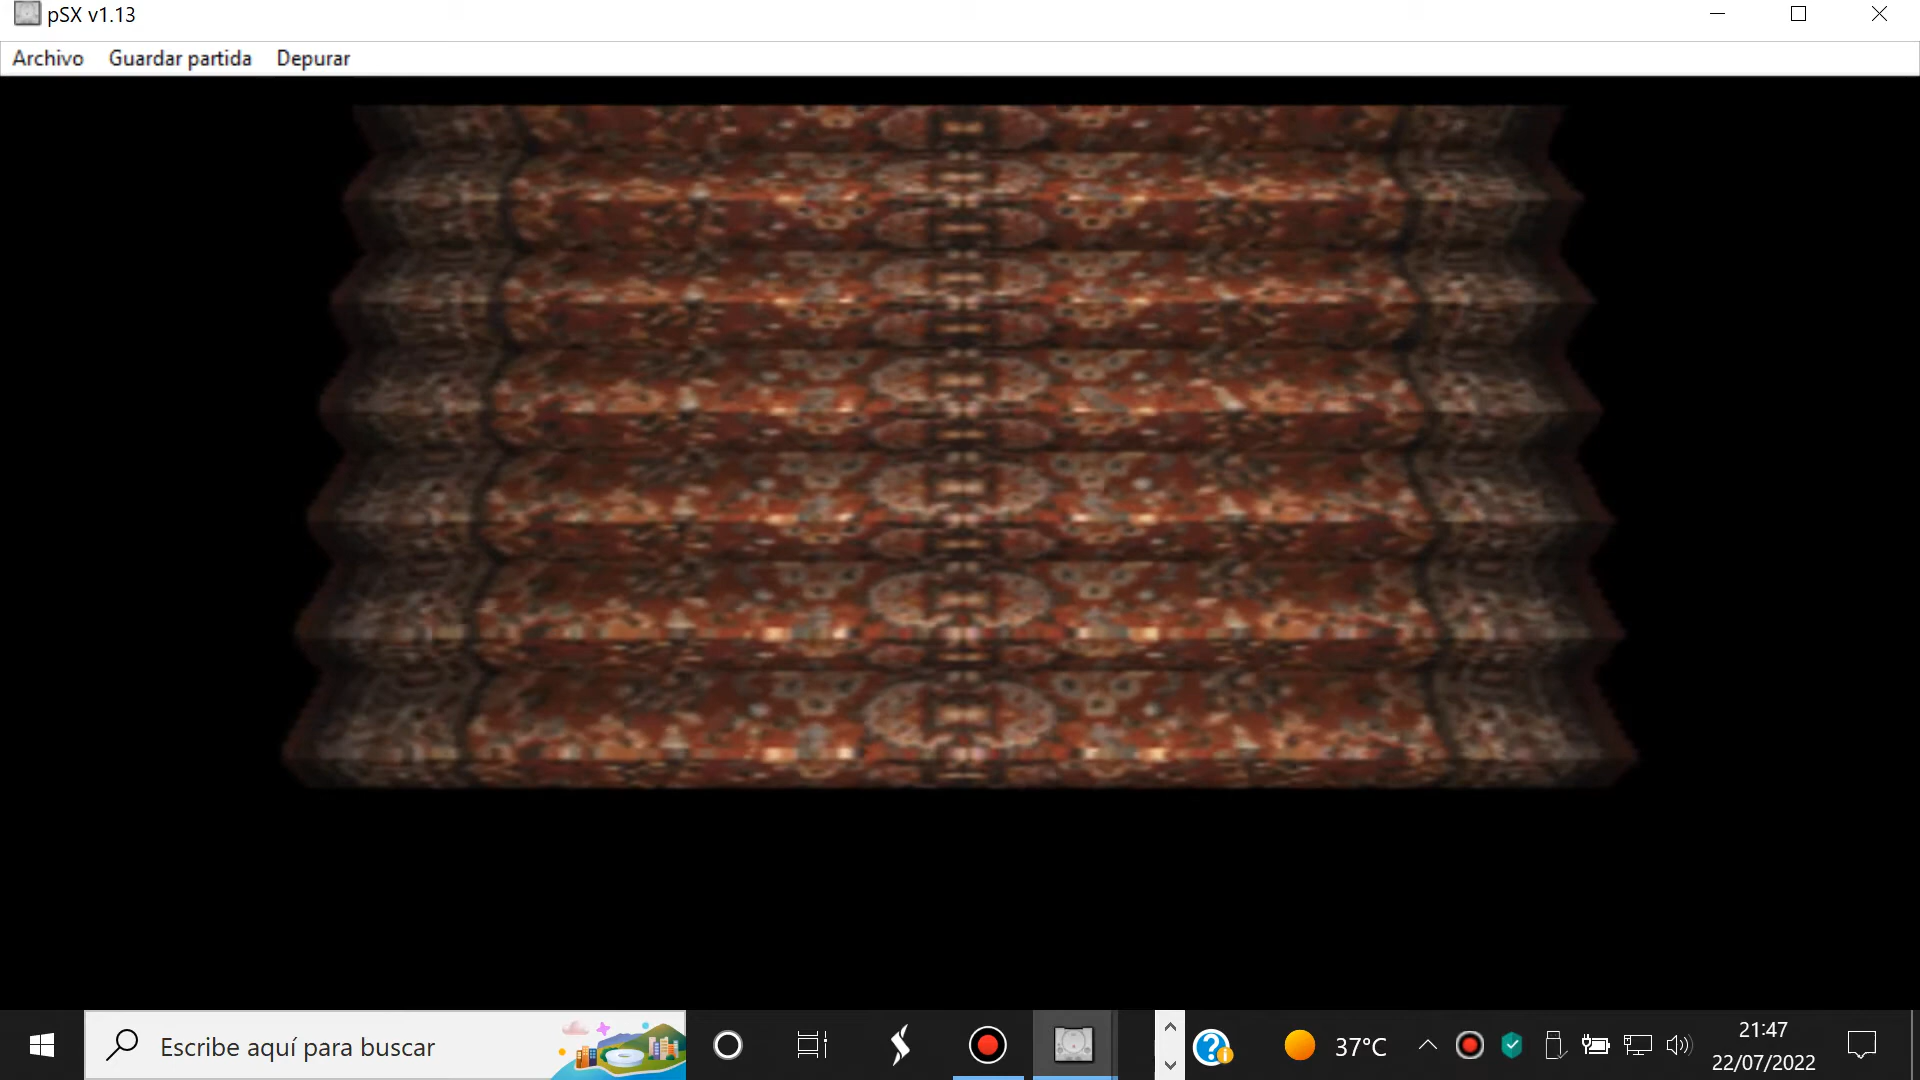 pSX v1.13
Archivo Guardar partida Depurar
Escribe aquí para buscar
37°C
21:47
22/07/2022